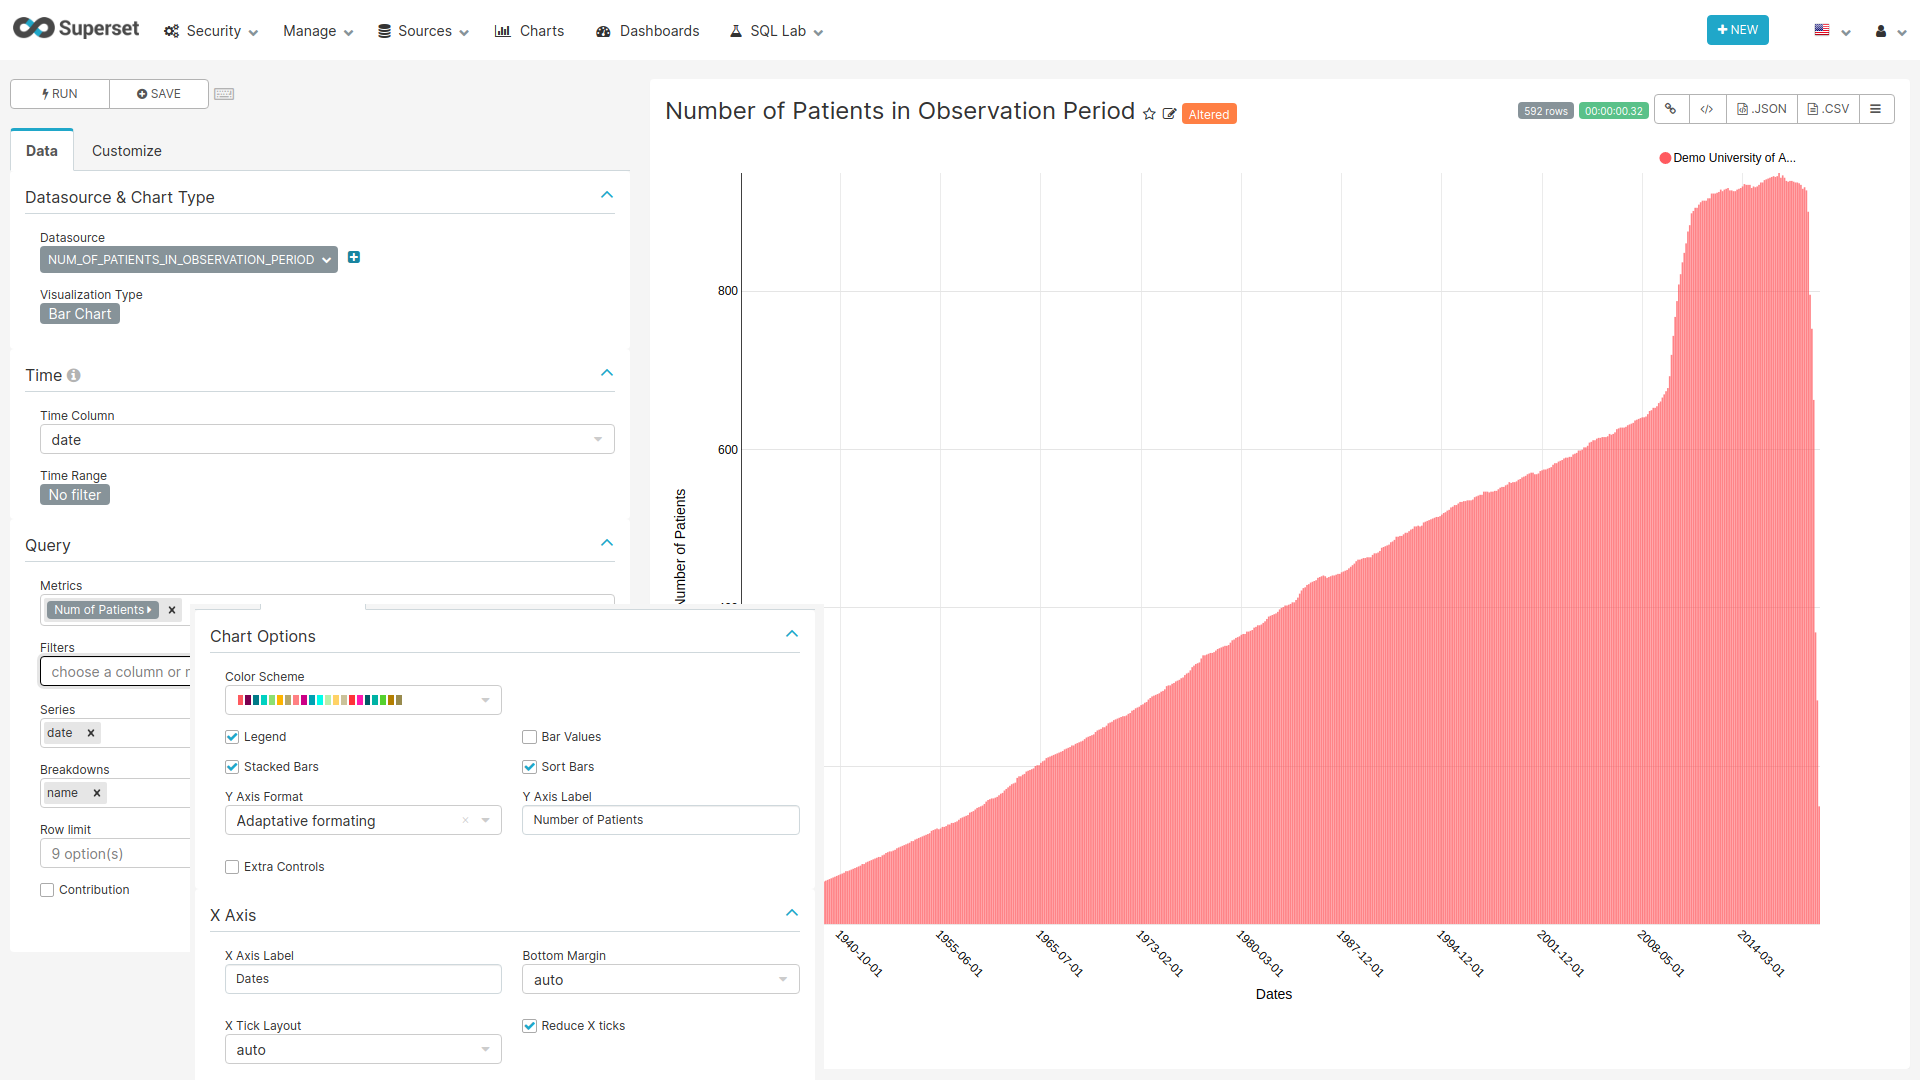 Superset Security Manage Sources Charts Dashboards SQL Lab + NEW
RUN SAVE
Data Customize
Datasource & Chart Type
Datasource
NUM_OF_PATIENTS_IN_OBSERVATION_PERIOD
Visualization Type
Bar Chart
Time
Time Column
date
Time Range
No filter
Query
Metrics
Num of Patients
Filters
choose a column or
Series
date
Breakdowns
name
Row limit
9 option(s)
Contribution
Chart Options
Color Scheme
Legend Bar Values
Stacked Bars Sort Bars
Y Axis Format Y Axis Label
Adaptative formating Number of Patients
Extra Controls
X Axis
X Axis Label Bottom Margin
Dates auto
X Tick Layout Reduce X ticks
auto
Number of Patients in Observation Period Altered 592 rows 00:00:00.32 </> .JSON .CSV
Demo University of A...
800
600
Number of Patients
1940-10-01 1955-06-01 1965-07-01 1973-02-01 1980-03-01 1987-12-01 1994-12-01 2001-12-01 2008-05-01 2014-03-01
Dates